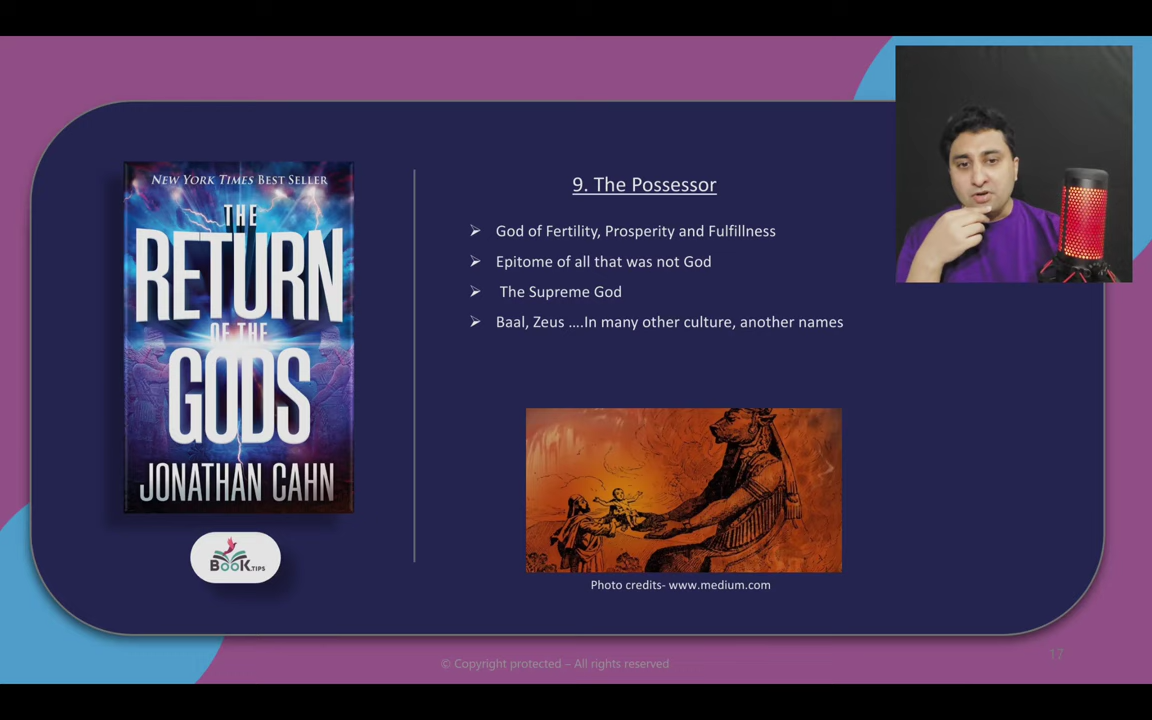 NEW YORK TIMES BEST SELLER
THE
RETURN
OF THE
GODS
JONATHAN CAHN
BOOK.TIPS
9. The Possessor
➢ God of Fertility, Prosperity and Fulfillness
➢ Epitome of all that was not God
➢ The Supreme God
➢ Baal, Zeus ....In many other culture, another names
Photo credits- www.medium.com
© Copyright protected – All rights reserved
17